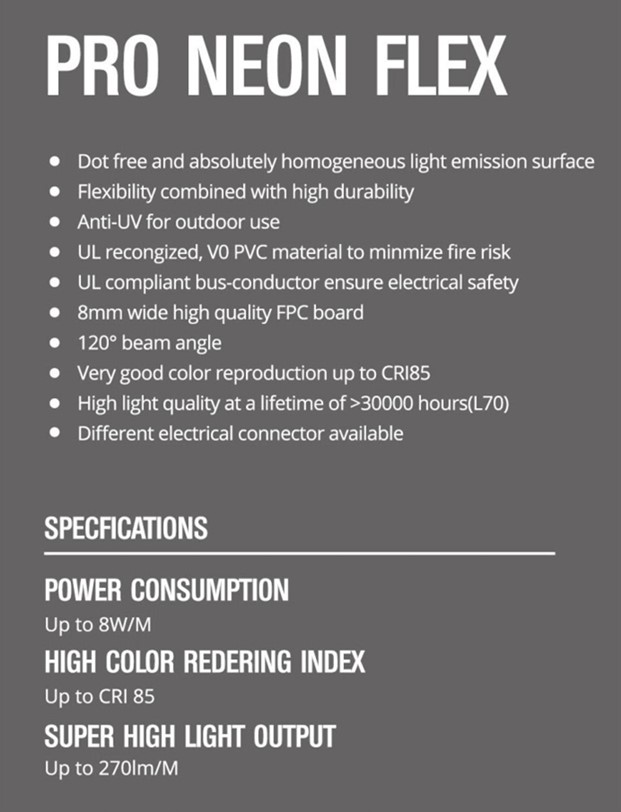 PRO NEON FLEX
● Dot free and absolutely homogeneous light emission surface
● Flexibility combined with high durability
● Anti-UV for outdoor use
● UL recongized, V0 PVC material to minmize fire risk
● UL compliant bus-conductor ensure electrical safety
● 8mm wide high quality FPC board
● 120° beam angle
● Very good color reproduction up to CRI85
● High light quality at a lifetime of >30000 hours(L70)
● Different electrical connector available
SPECFICATIONS
POWER CONSUMPTION
Up to 8W/M
HIGH COLOR REDERING INDEX
Up to CRI 85
SUPER HIGH LIGHT OUTPUT
Up to 270lm/M